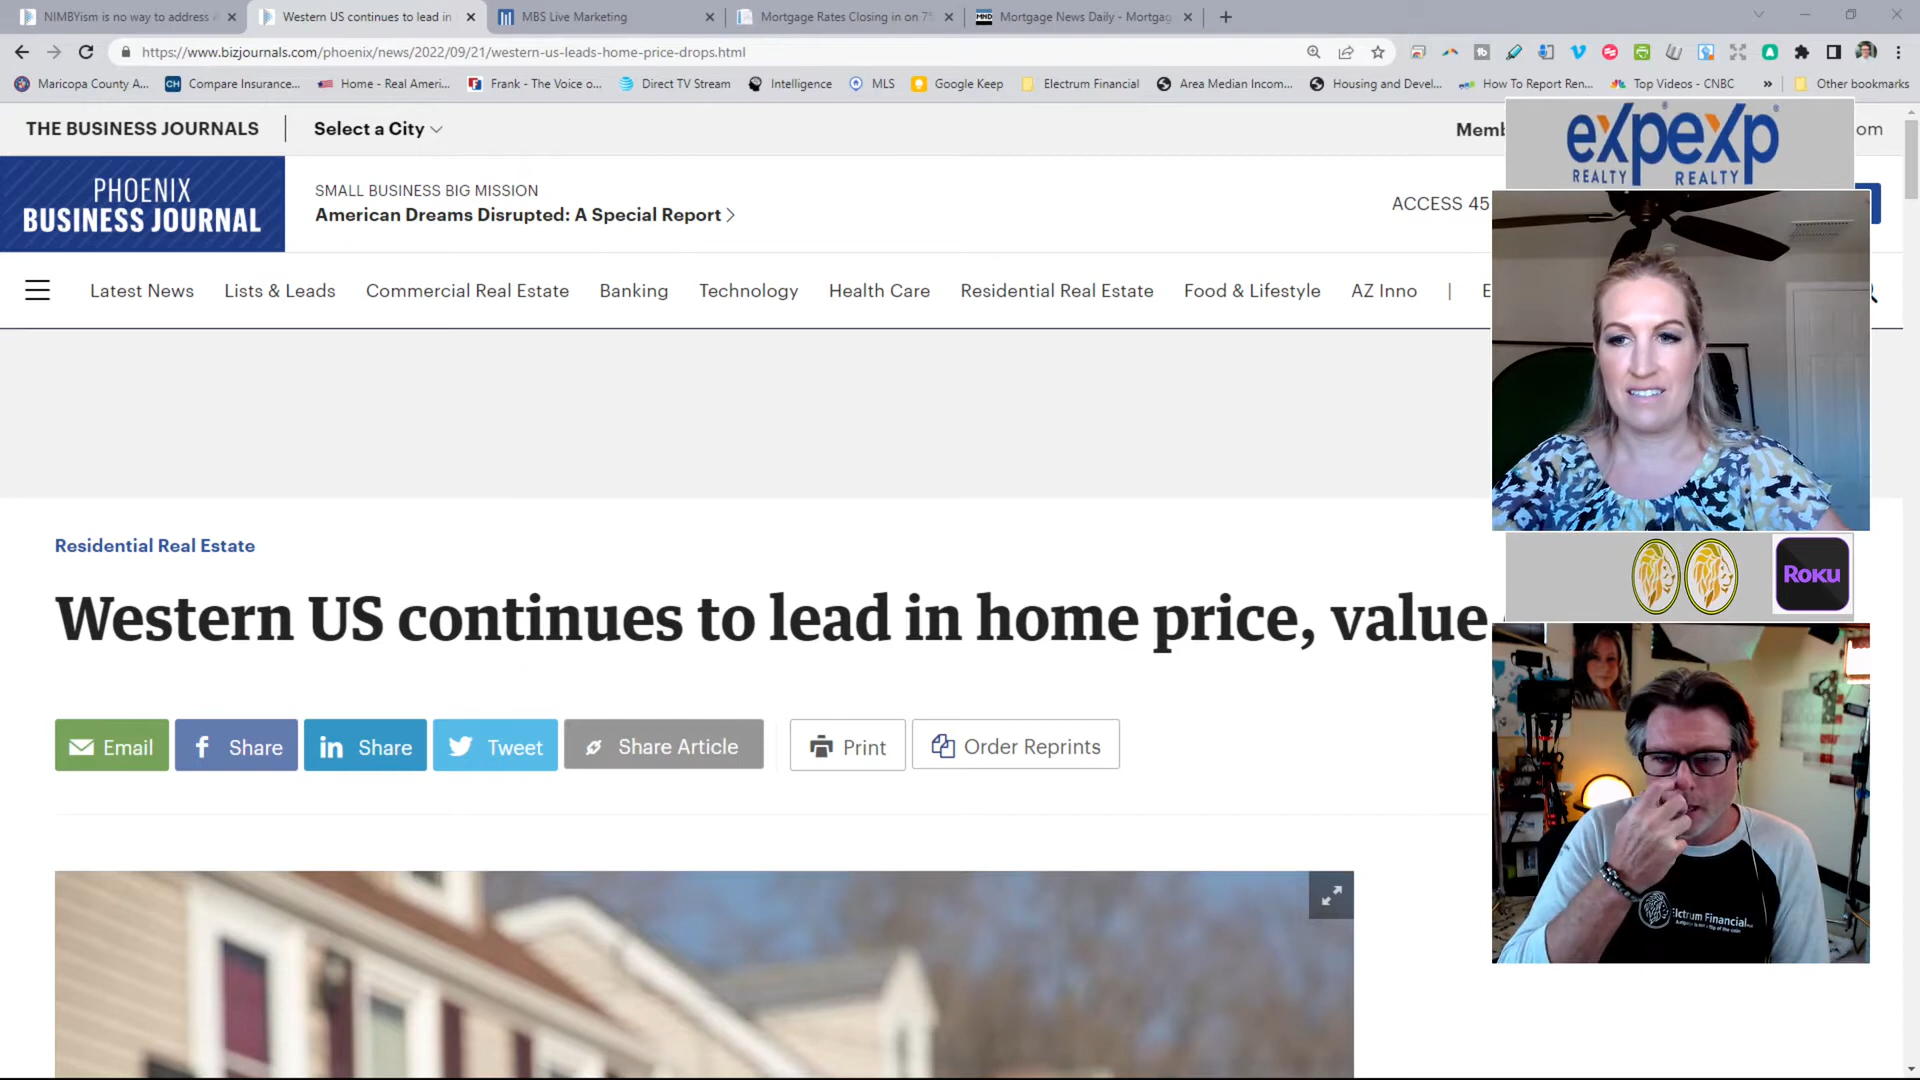 NIMBYism is no way to address
Western US continues to lead in
MBS Live Marketing
Mortgage Rates Closing in on 7%
MND
Mortgage News Daily - Mortgag
https://www.bizjournals.com/phoenix/news/2022/09/21/western-us-leads-home-price-drops.html
Maricopa County A...
CH Compare Insurance...
Home - Real Ameri...
Frank - The Voice o...
Direct TV Stream
Intelligence
MLS
Google Keep
Electrum Financial
Area Median Incom...
Housing and Devel...
How To Report Ren...
Top Videos - CNBC
»
Other bookmarks
THE BUSINESS JOURNALS
Select a City
Memb
om
PHOENIX
BUSINESS JOURNAL
SMALL BUSINESS BIG MISSION
American Dreams Disrupted: A Special Report
ACCESS 45
eXp eXp
REALTY REALTY
Latest News
Lists & Leads
Commercial Real Estate
Banking
Technology
Health Care
Residential Real Estate
Food & Lifestyle
AZ Inno
|
E
Residential Real Estate
ROKU
Western US continues to lead in home price, value
Email
Share
in Share
Tweet
Share Article
Print
Order Reprints
Elctrum Financial